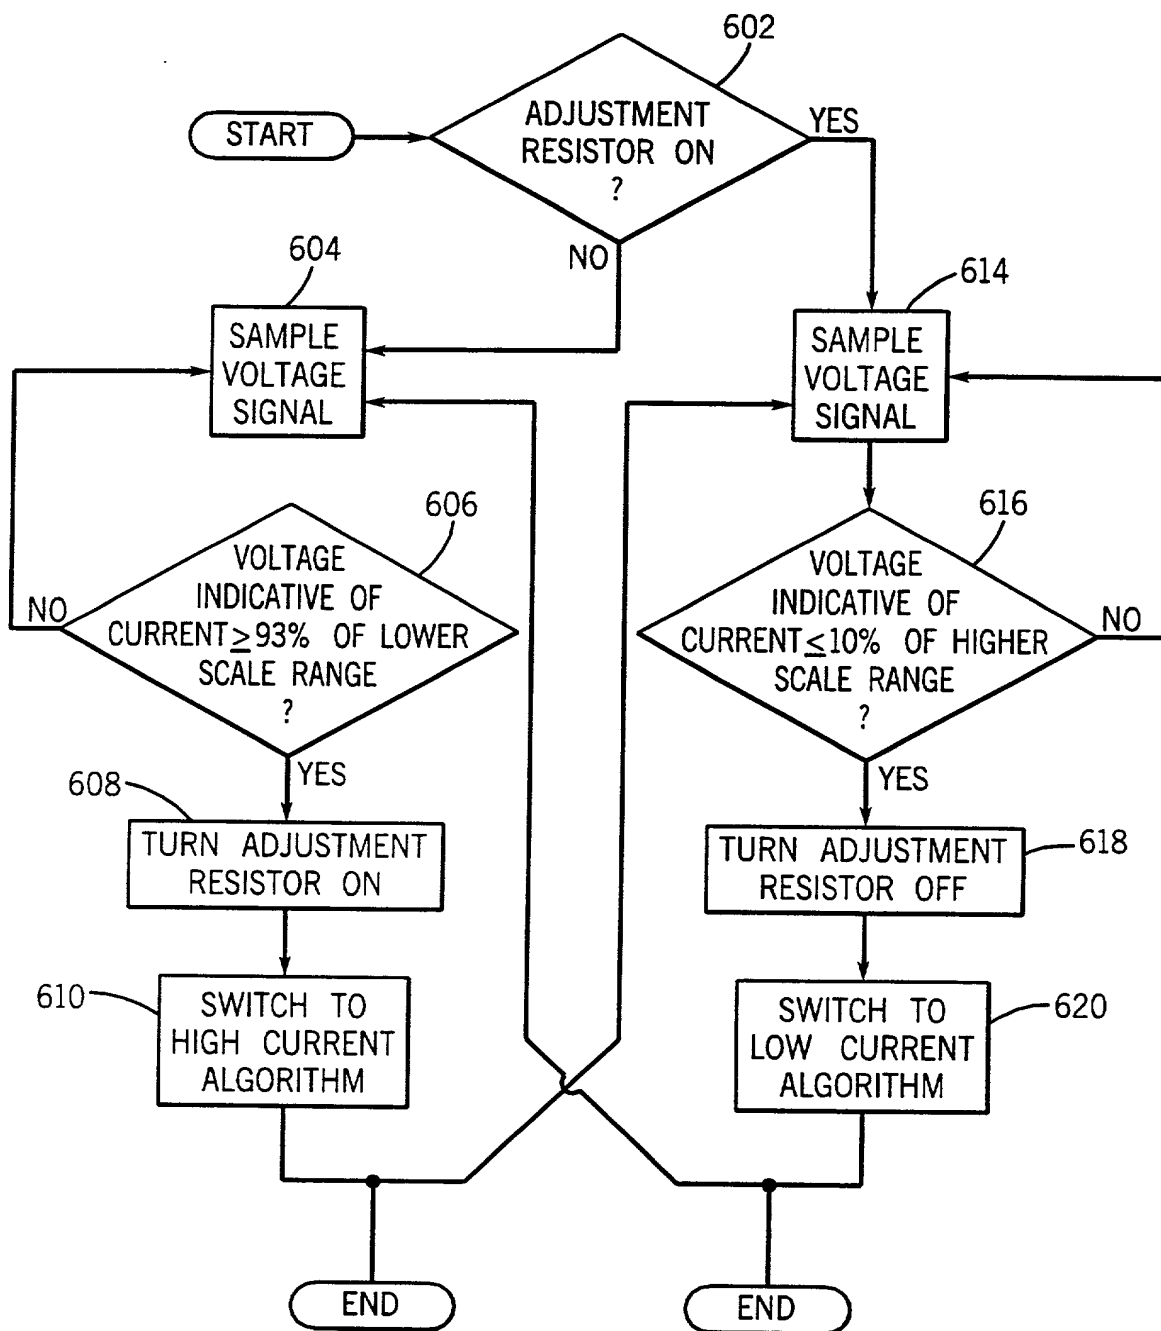 602
START
ADJUSTMENT
RESISTOR ON
?
YES
NO
604
SAMPLE
VOLTAGE
SIGNAL
614
SAMPLE
VOLTAGE
SIGNAL
606
VOLTAGE
INDICATIVE OF
CURRENT ≥ 93% OF LOWER
SCALE RANGE
?
NO
YES
616
VOLTAGE
INDICATIVE OF
CURRENT ≤ 10% OF HIGHER
SCALE RANGE
?
NO
YES
608
TURN ADJUSTMENT
RESISTOR ON
618
TURN ADJUSTMENT
RESISTOR OFF
610
SWITCH TO
HIGH CURRENT
ALGORITHM
620
SWITCH TO
LOW CURRENT
ALGORITHM
END
END